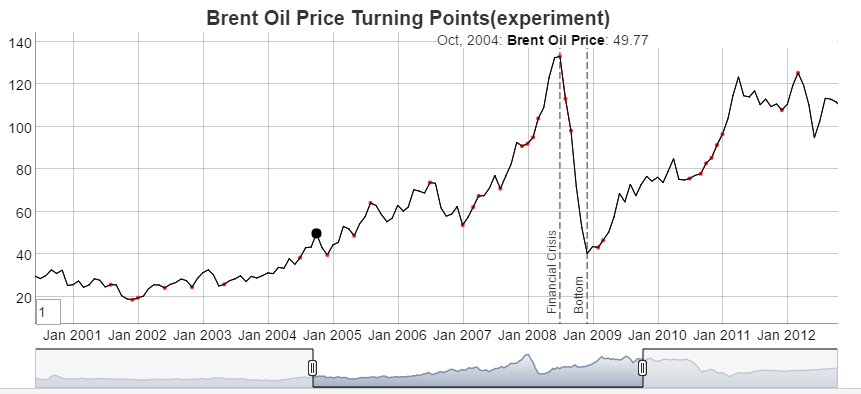 Brent Oil Price Turning Points(experiment)
Oct, 2004: Brent Oil Price: 49.77
140
120
100
80
60
40
20
Financial Crisis
Bottom
1
Jan 2001 Jan 2002 Jan 2003 Jan 2004 Jan 2005 Jan 2006 Jan 2007 Jan 2008 Jan 2009 Jan 2010 Jan 2011 Jan 2012